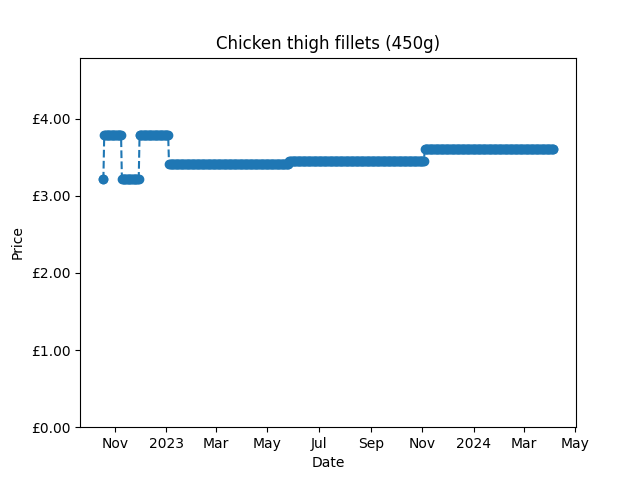 Chicken thigh fillets (450g)
£4.00
£3.00
£2.00
£1.00
£0.00
Price
Nov 2023 Mar May Jul Sep Nov 2024 Mar May
Date